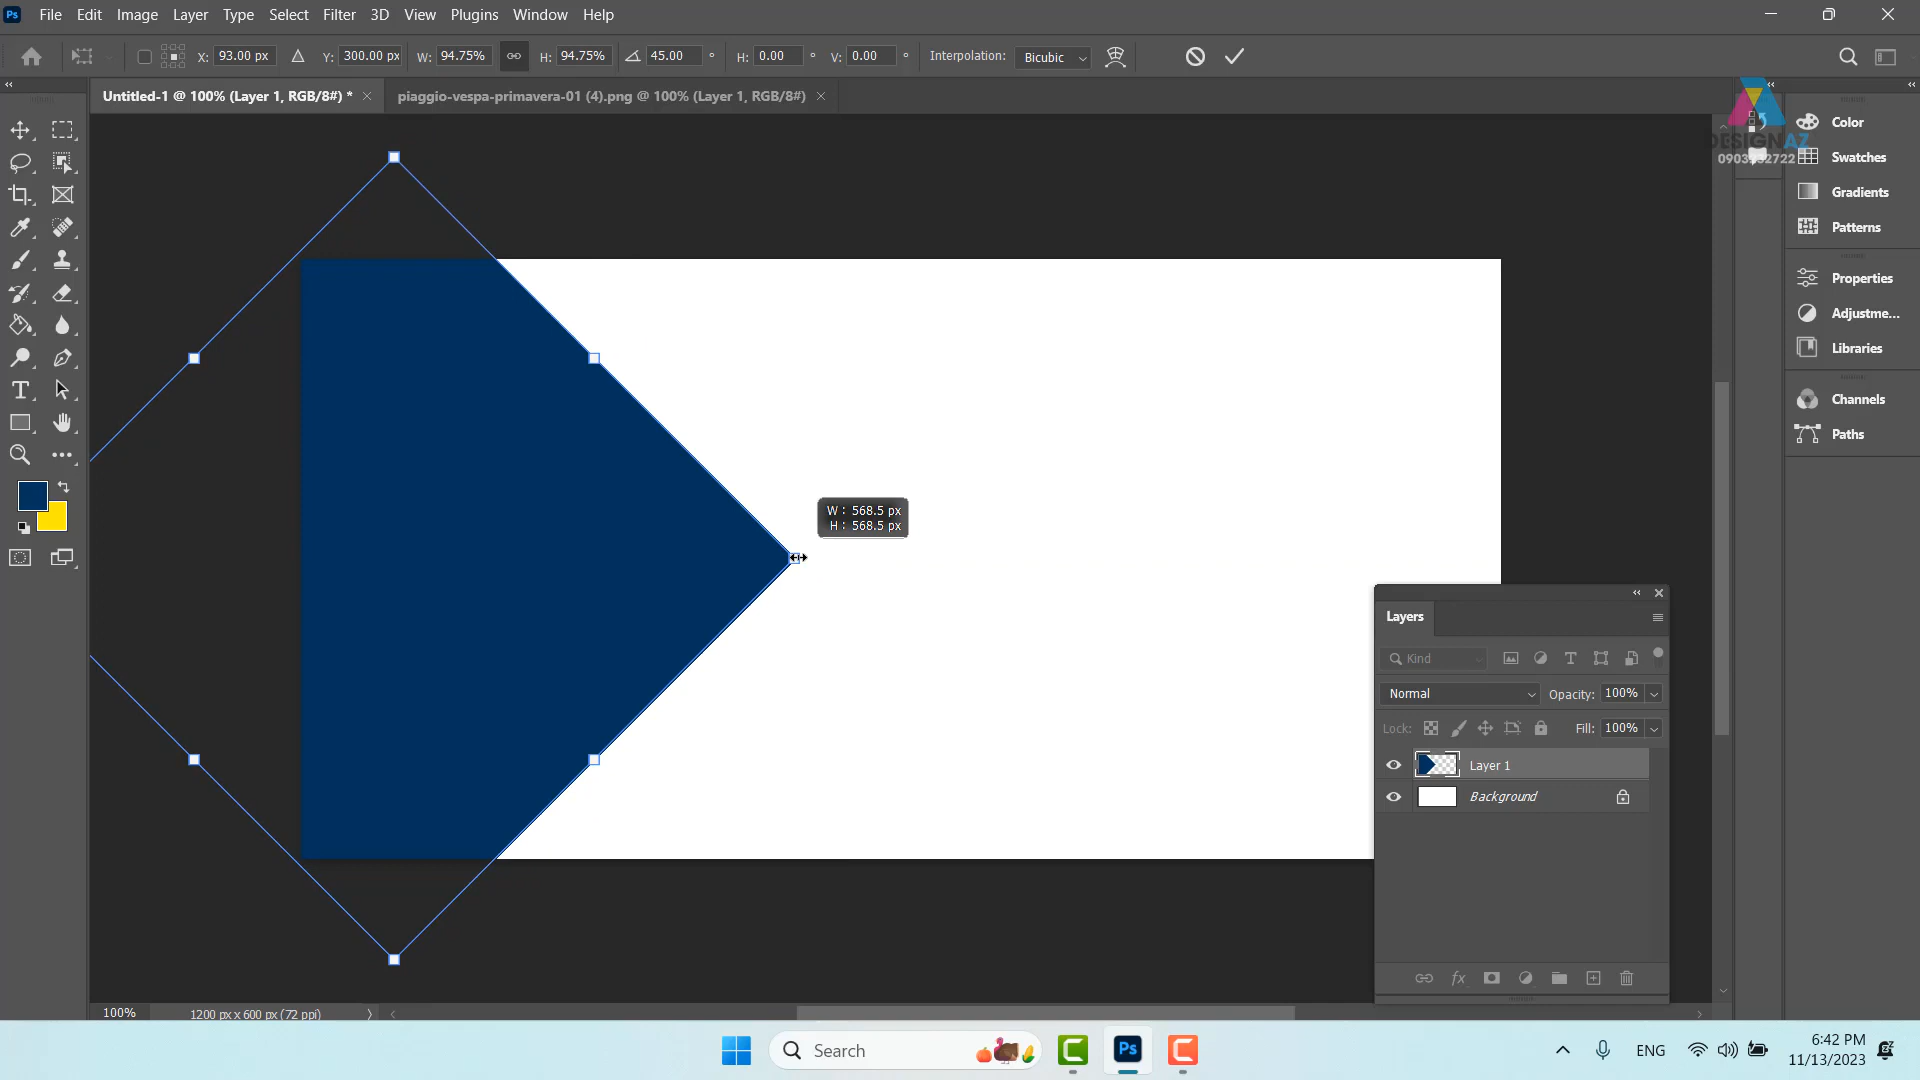 Ps File Edit Image Layer Type Select Filter 3D View Plugins Window Help
X: 93.00 px Y: 300.00 px W: 94.75% H: 94.75% 45.00 ° H: 0.00 ° V: 0.00 ° Interpolation: Bicubic
Untitled-1 @ 100% (Layer 1, RGB/8#) * piaggio-vespa-primavera-01 (4).png @ 100% (Layer 1, RGB/8#)
Color
DESIGNAZ
Swatches
Gradients
Patterns
Properties
Adjustme...
Libraries
Channels
Paths
W : 568.5 px
H : 568.5 px
Layers
Kind
Normal Opacity: 100%
Lock: Fill: 100%
Layer 1
Background
fx
100% 1200 px x 600 px (72 ppi)
Search
Ps
ENG
6:42 PM
11/13/2023